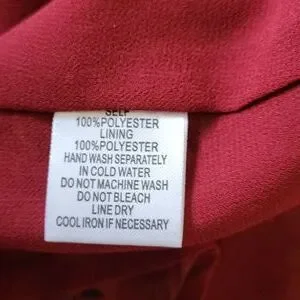 SELF
100%POLYESTER
LINING
100%POLYESTER
HAND WASH SEPARATELY
IN COLD WATER
DO NOT MACHINE WASH
DO NOT BLEACH
LINE DRY
COOL IRON IF NECESSARY